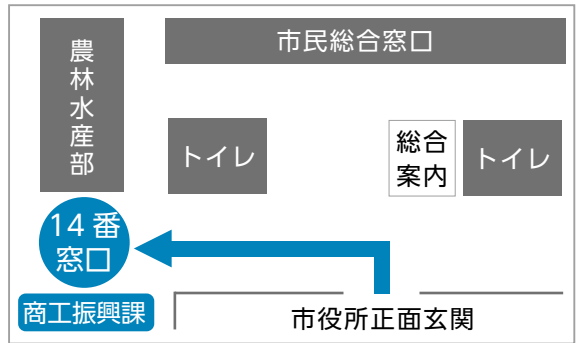 市民総合窓口
農林水産部
トイレ
総合
案内
トイレ
14番
窓口
商工振興課
市役所正面玄関